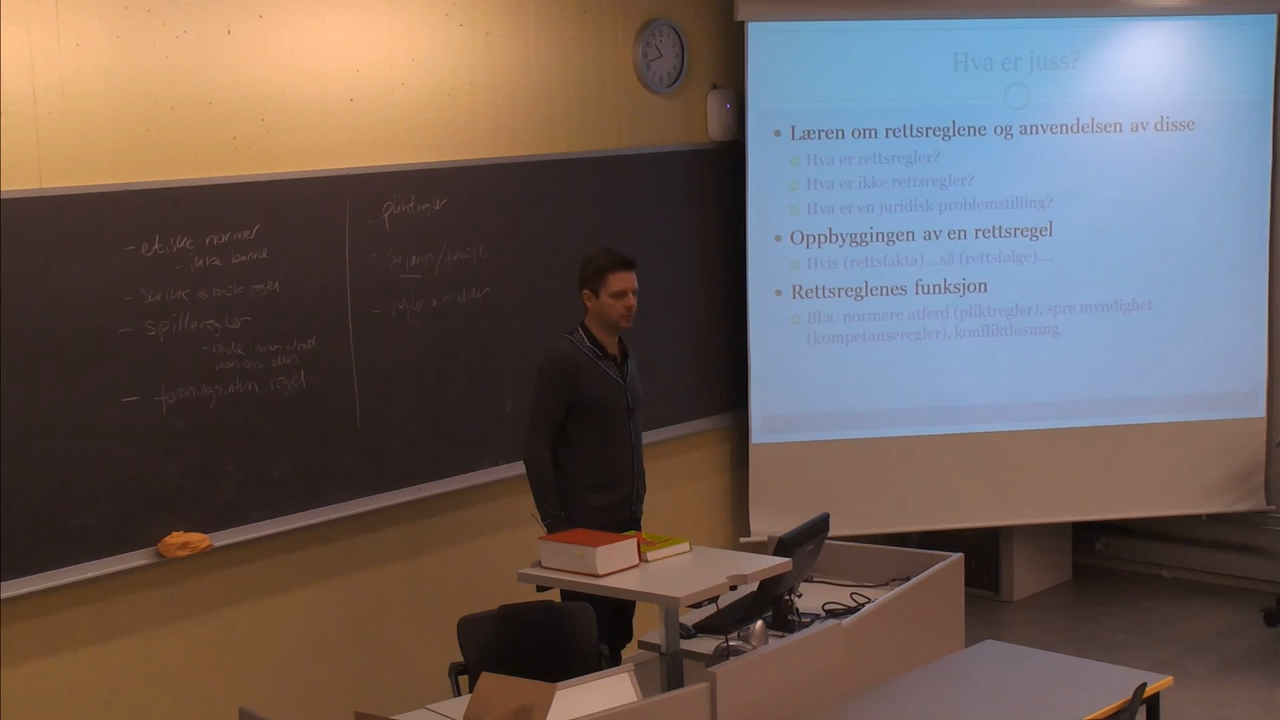 - etiske normer
- ikke banne
- spilleregler
pliktregler
Hva er juss?
• Læren om rettsreglene og anvendelsen av disse
Hva er rettsregler?
Hva er ikke rettsregler?
Hva er en juridisk problemstilling?
• Oppbyggingen av en rettsregel
Hvis (rettsfakta)...så (rettsfølge)....
• Rettsreglenes funksjon
Bl.a. normere atferd (pliktregler), spre myndighet
(kompetanseregler), konfliktløsning